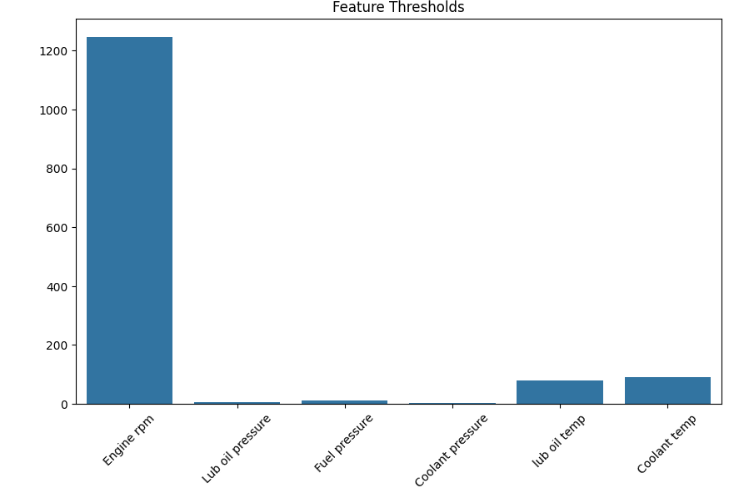 Feature Thresholds
1200
1000
800
600
400
200
0
Engine rpm
Lub oil pressure
Fuel pressure
Coolant pressure
lub oil temp
Coolant temp